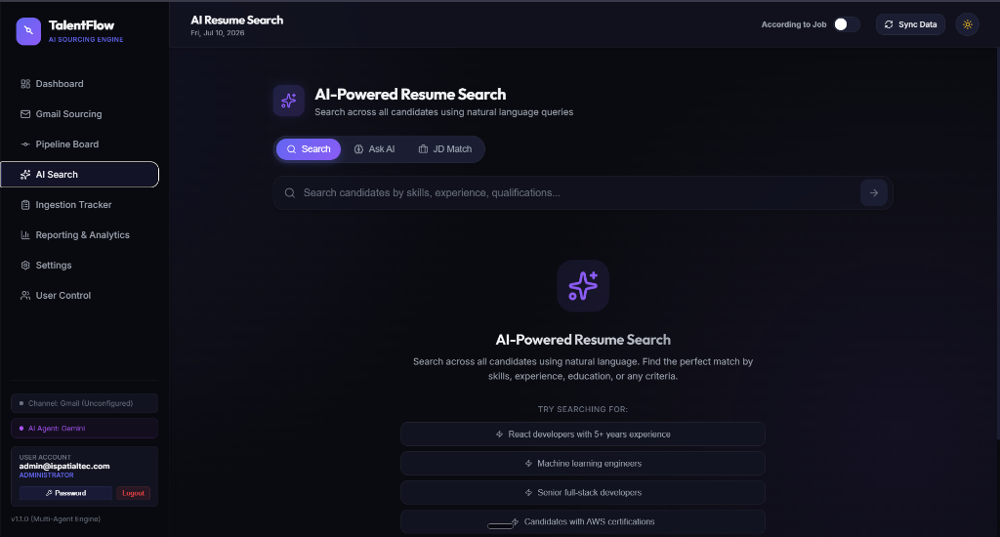 TalentFlow
AI SOURCING ENGINE
Dashboard
Gmail Sourcing
Pipeline Board
AI Search
Ingestion Tracker
Reporting & Analytics
Settings
User Control
Channel: Gmail (Unconfigured)
AI Agent: Gemini
USER ACCOUNT
admin@ispatialtec.com
ADMINISTRATOR
Password
Logout
v1.1.0 (Multi-Agent Engine)
AI Resume Search
Fri, Jul 10, 2026
According to Job
Sync Data
AI-Powered Resume Search
Search across all candidates using natural language queries
Search
Ask AI
JD Match
Search candidates by skills, experience, qualifications...
AI-Powered Resume Search
Search across all candidates using natural language. Find the perfect match by
skills, experience, education, or any criteria.
TRY SEARCHING FOR:
React developers with 5+ years experience
Machine learning engineers
Senior full-stack developers
Candidates with AWS certifications